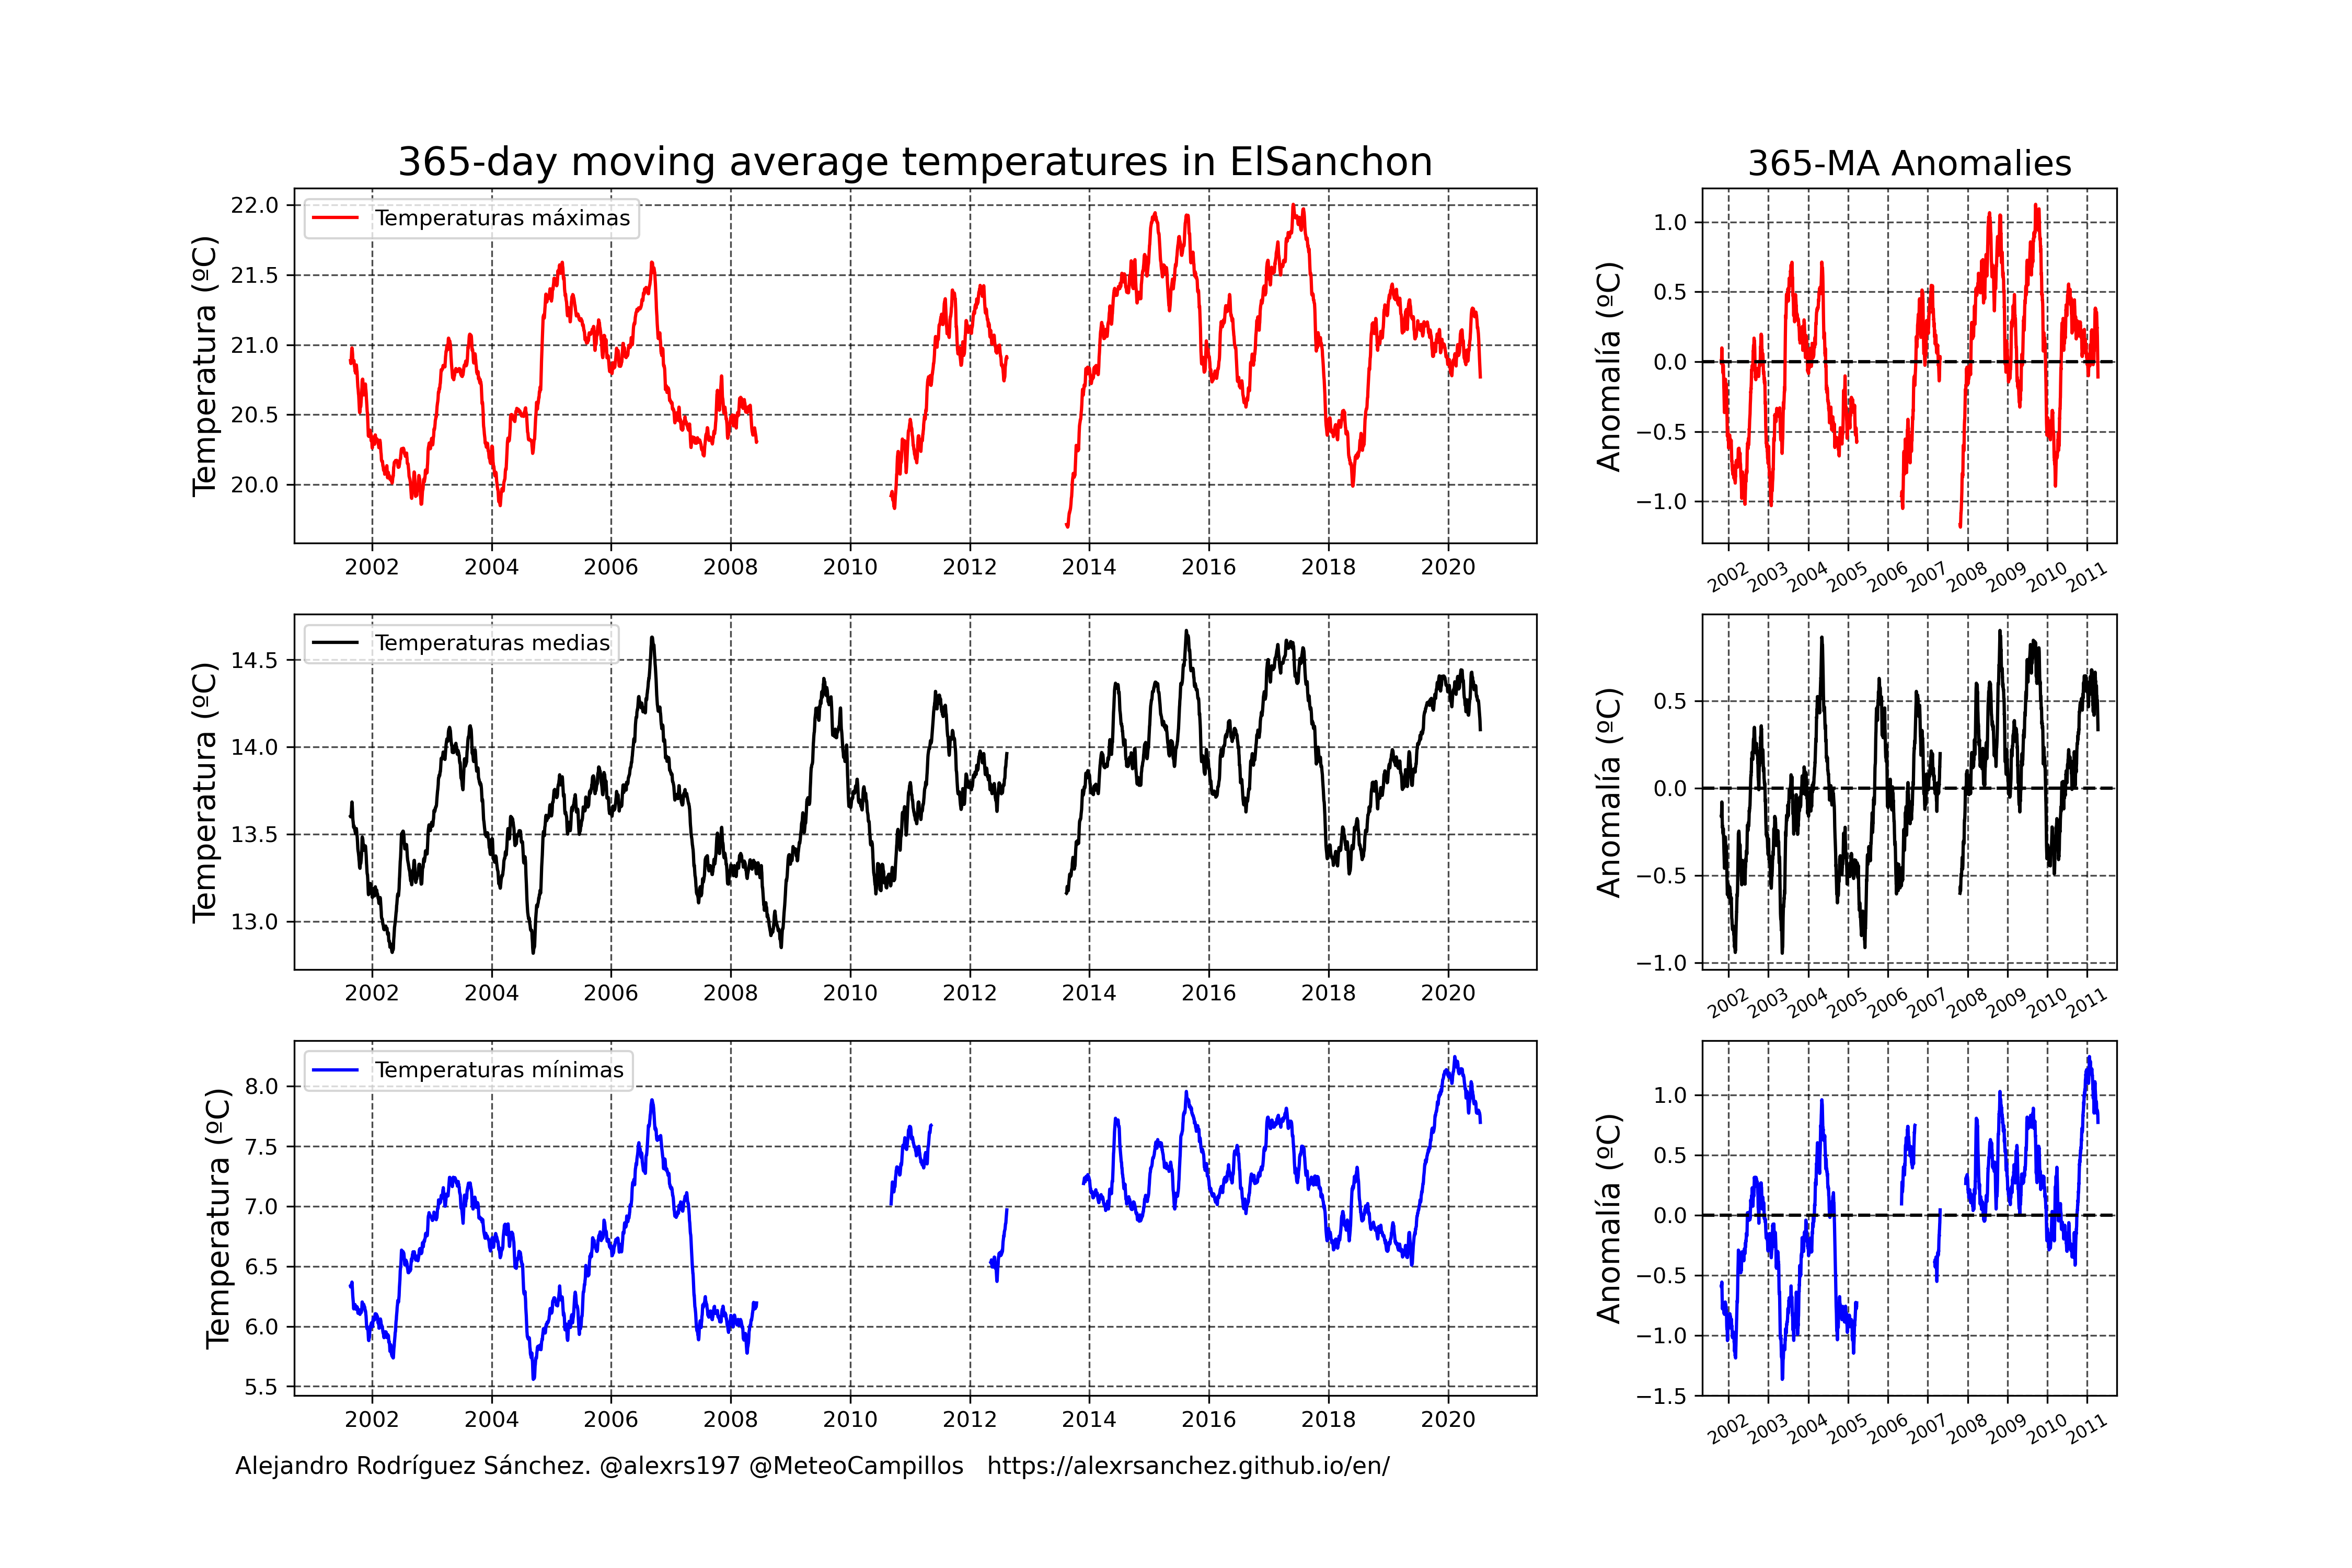 365-day moving average temperatures in ElSanchon
365-MA Anomalies
Temperatura (ºC)
22.0
21.5
21.0
20.5
20.0
Temperaturas máximas
2002 2004 2006 2008 2010 2012 2014 2016 2018 2020
Anomalía (ºC)
1.0
0.5
0.0
−0.5
−1.0
2002 2003 2004 2005 2006 2007 2008 2009 2010 2011
Temperatura (ºC)
14.5
14.0
13.5
13.0
Temperaturas medias
2002 2004 2006 2008 2010 2012 2014 2016 2018 2020
Anomalía (ºC)
0.5
0.0
−0.5
−1.0
2002 2003 2004 2005 2006 2007 2008 2009 2010 2011
Temperatura (ºC)
8.0
7.5
7.0
6.5
6.0
5.5
Temperaturas mínimas
2002 2004 2006 2008 2010 2012 2014 2016 2018 2020
Anomalía (ºC)
1.0
0.5
0.0
−0.5
−1.0
−1.5
2002 2003 2004 2005 2006 2007 2008 2009 2010 2011
Alejandro Rodríguez Sánchez. @alexrs197 @MeteoCampillos https://alexrsanchez.github.io/en/